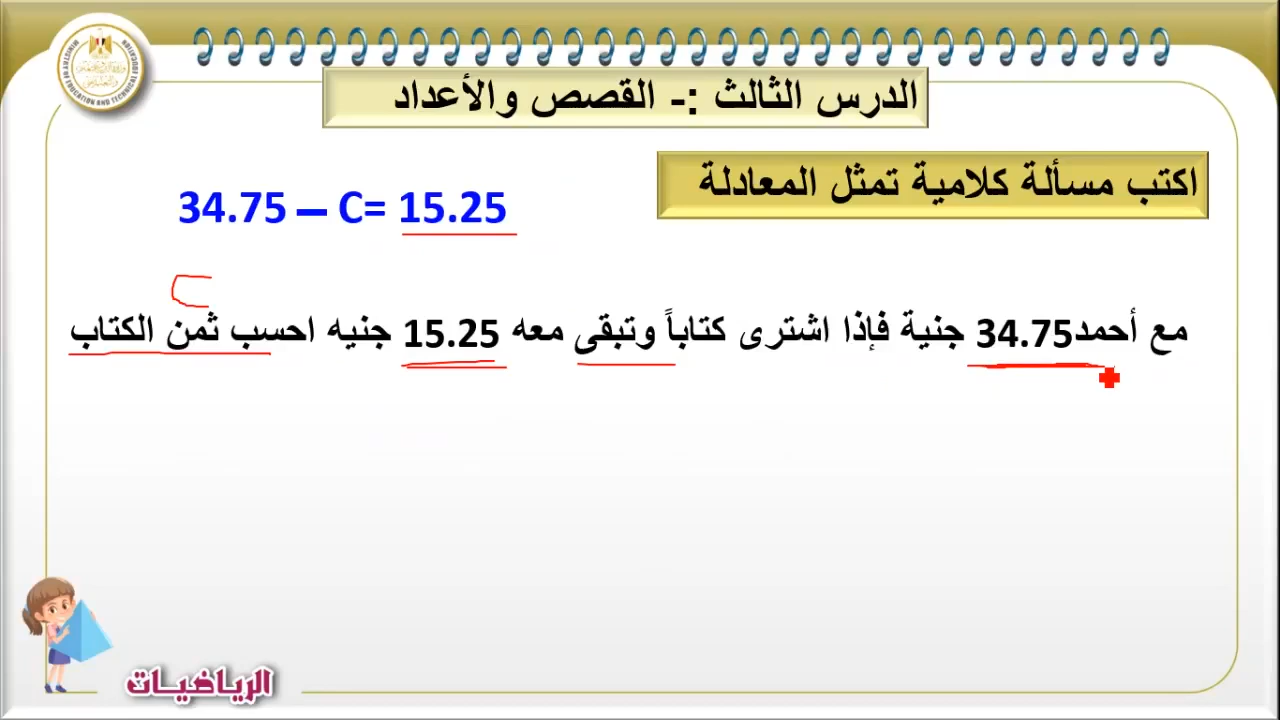 الدرس الثالث :- القصص والأعداد
اكتب مسألة كلامية تمثل المعادلة
34.75 – C= 15.25
C
مع أحمد34.75 جنية فإذا اشترى كتاباً وتبقى معه 15.25 جنيه احسب ثمن الكتاب
الرياضيات